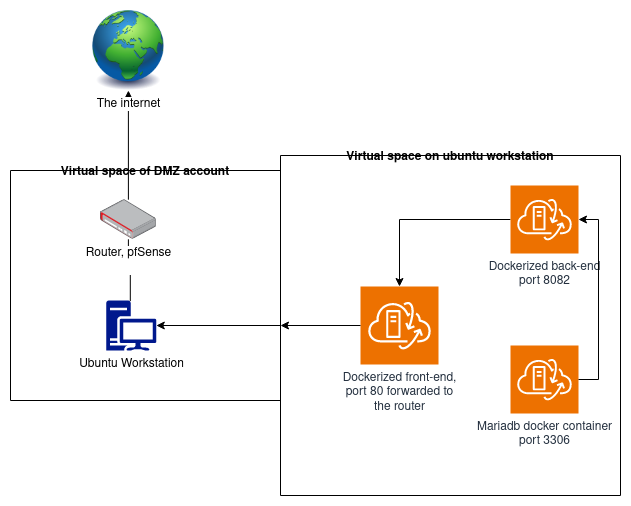 The internet
Virtual space of DMZ account
Virtual space on ubuntu workstation
Router, pfSense
Dockerized back-end
port 8082
Ubuntu Workstation
Dockerized front-end,
port 80 forwarded to
the router
Mariadb docker container
port 3306